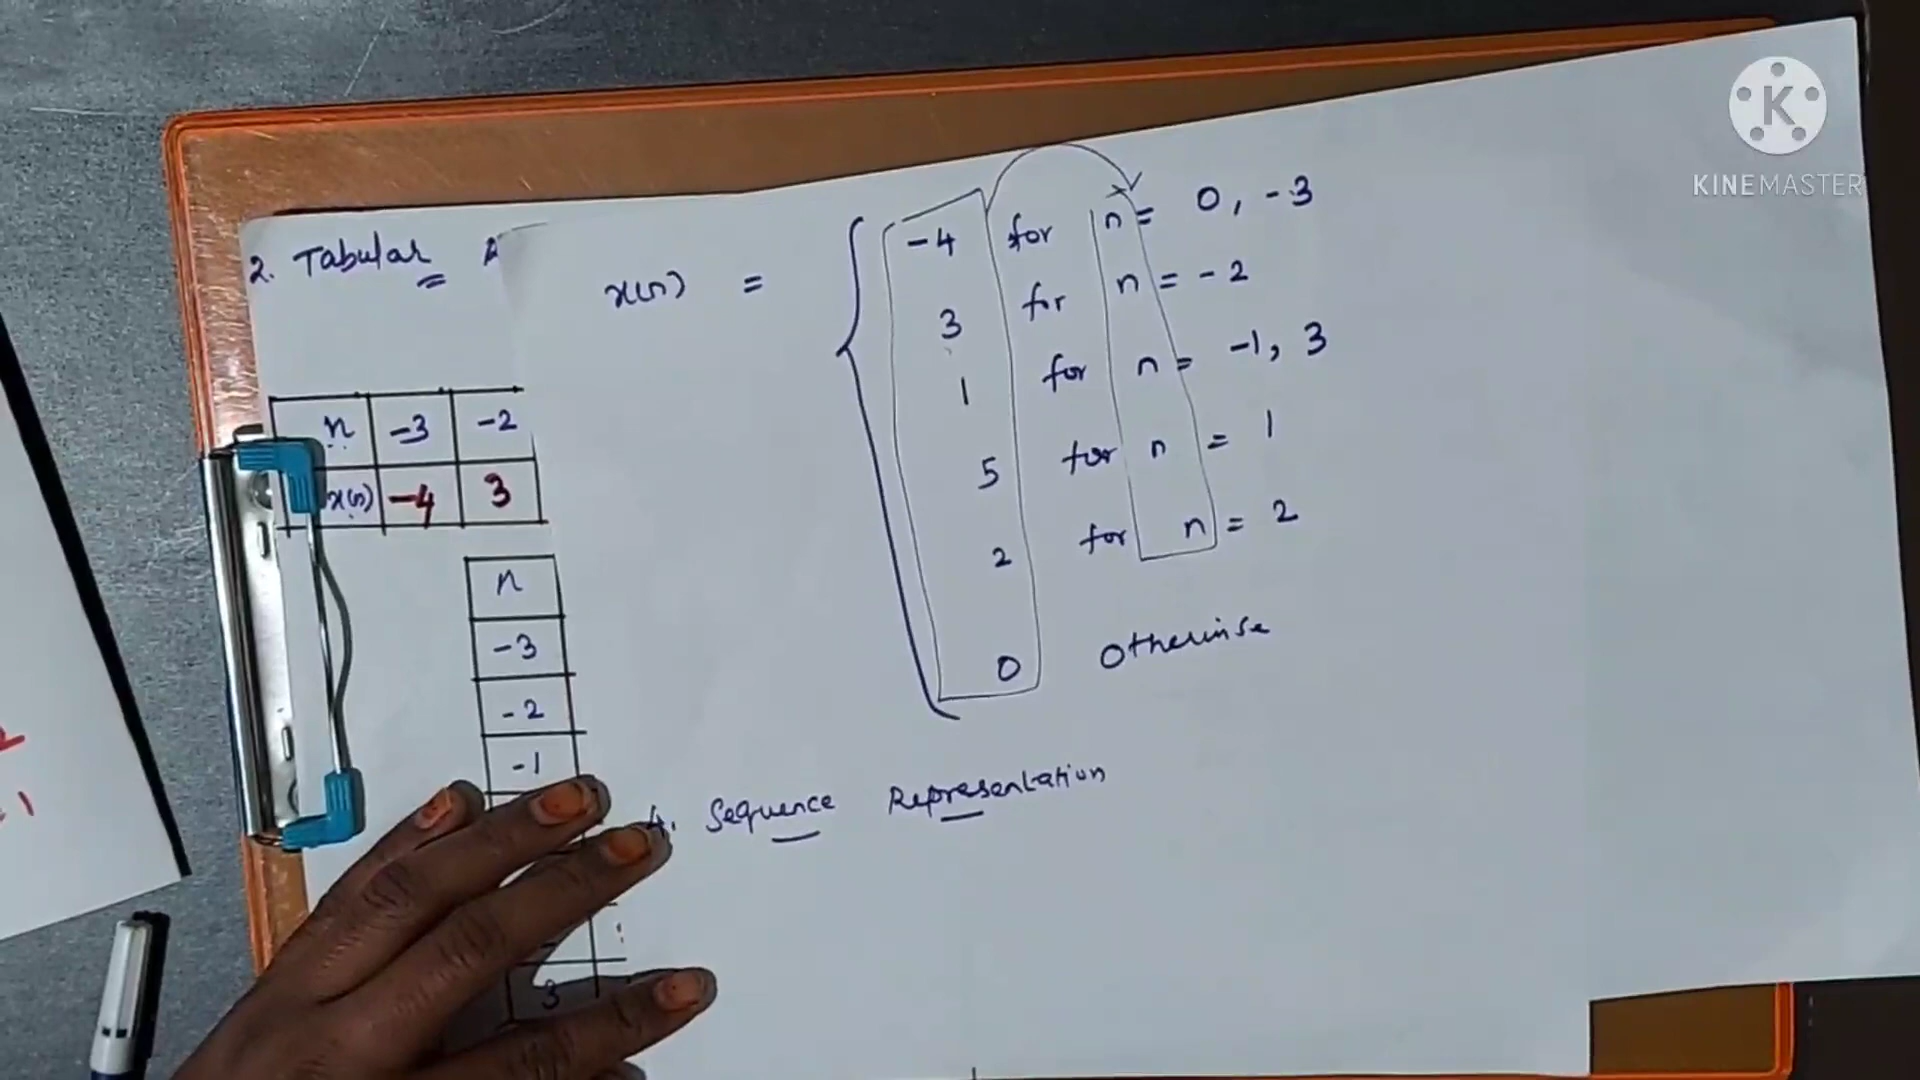 KINEMASTER
2. Tabular
n -3 -2
x(n) -4 3
n
-3
-2
-1
3
x(n) =
-4 for n = 0, -3
3 for n = -2
1 for n = -1, 3
5 for n = 1
2 for n = 2
0 Otherwise
4. Sequence Representation